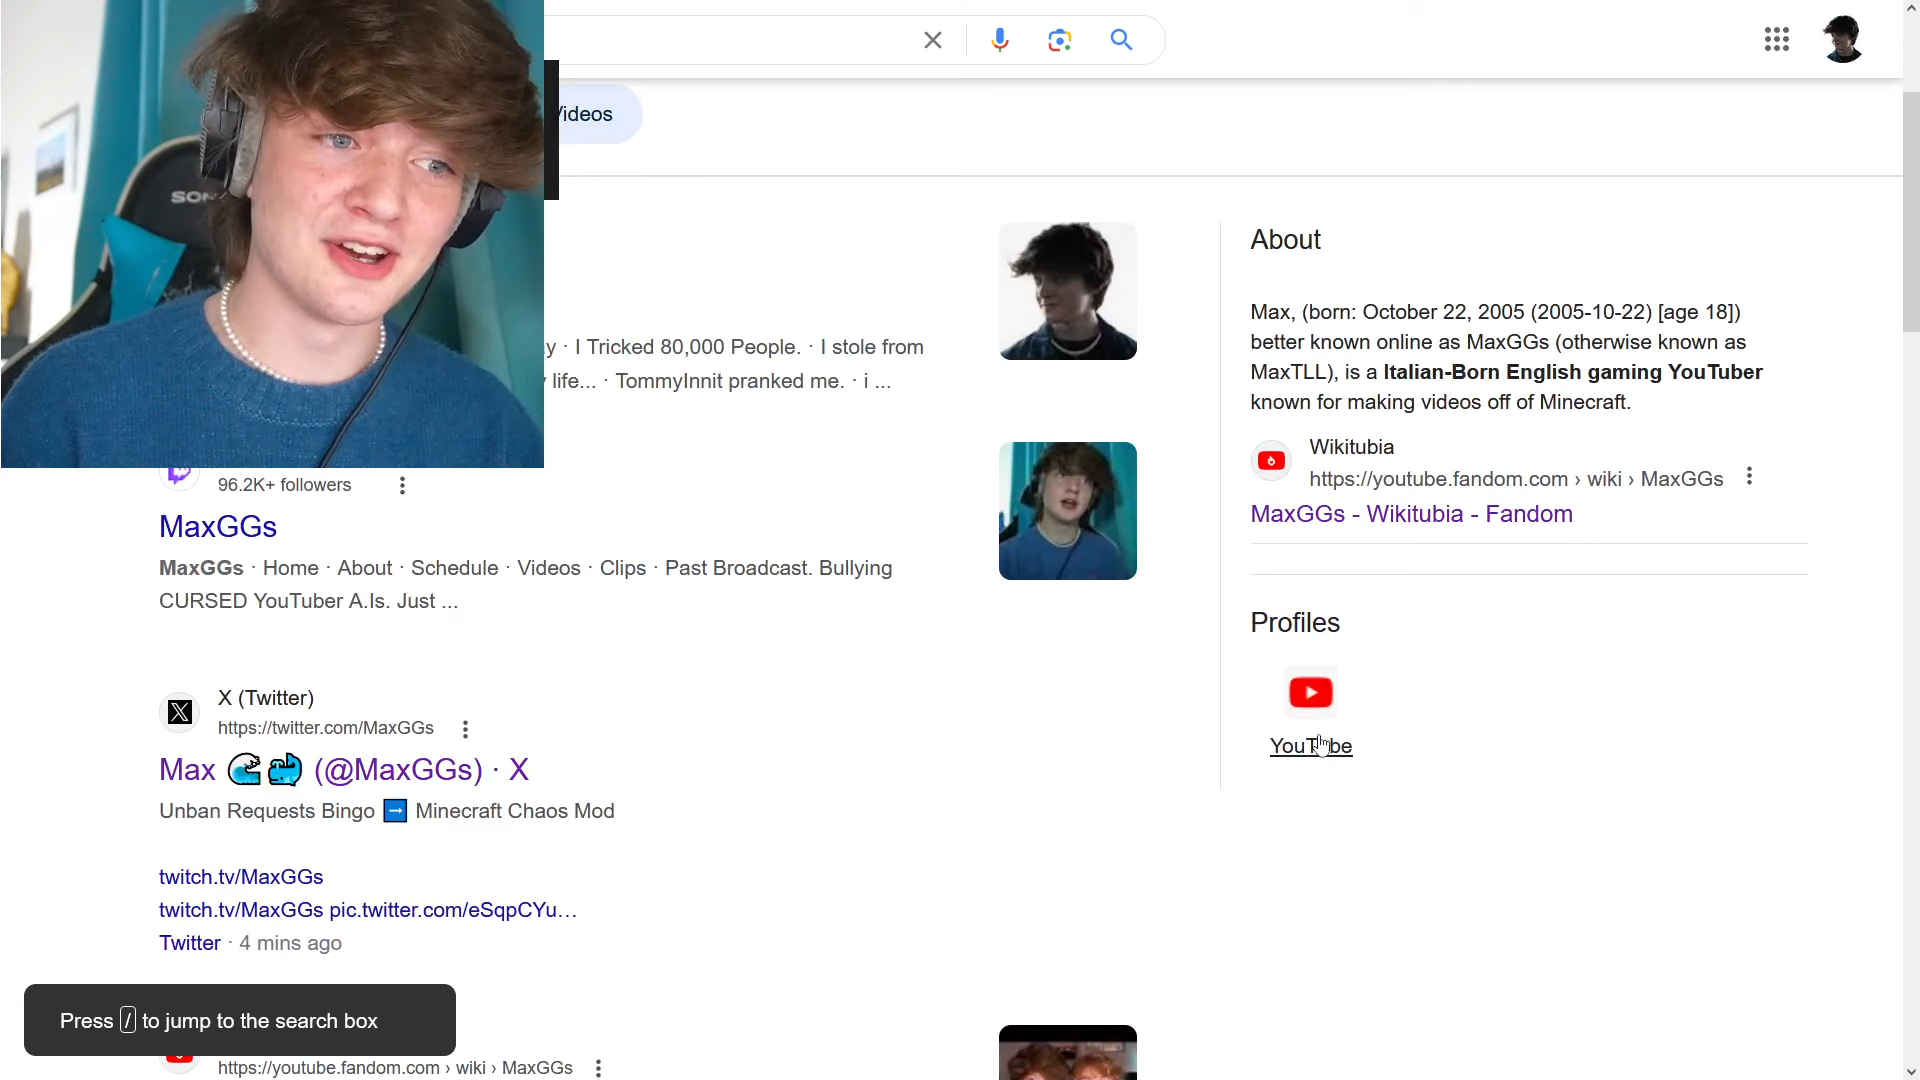 Videos
SON
y · I Tricked 80,000 People. · I stole from
life... · TommyInnit pranked me. · i ...
96.2K+ followers
MaxGGs
MaxGGs · Home · About · Schedule · Videos · Clips · Past Broadcast. Bullying
CURSED YouTuber A.Is. Just ...
X (Twitter)
https://twitter.com/MaxGGs
Max 🌊🐳 (@MaxGGs) · X
Unban Requests Bingo ➡️ Minecraft Chaos Mod
twitch.tv/MaxGGs
twitch.tv/MaxGGs pic.twitter.com/eSqpCYu…
Twitter · 4 mins ago
Press / to jump to the search box
https://youtube.fandom.com › wiki › MaxGGs
About
Max, (born: October 22, 2005 (2005-10-22) [age 18])
better known online as MaxGGs (otherwise known as
MaxTLL), is a Italian-Born English gaming YouTuber
known for making videos off of Minecraft.
Wikitubia
https://youtube.fandom.com › wiki › MaxGGs
MaxGGs - Wikitubia - Fandom
Profiles
YouTube